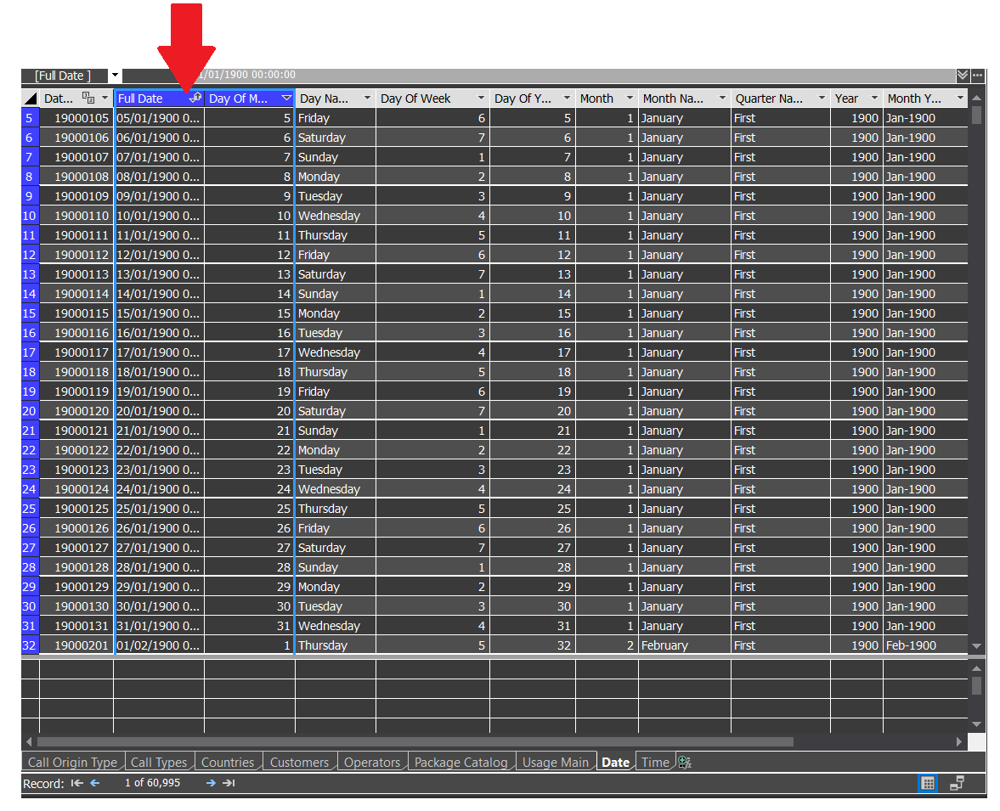 [Full Date ] 1/01/1900 00:00:00
Dat... Full Date Day Of M... Day Na... Day Of Week Day Of Y... Month Month Na... Quarter Na... Year Month Y...
5 19000105 05/01/1900 0... 5 Friday 6 5 1 January First 1900 Jan-1900
6 19000106 06/01/1900 0... 6 Saturday 7 6 1 January First 1900 Jan-1900
7 19000107 07/01/1900 0... 7 Sunday 1 7 1 January First 1900 Jan-1900
8 19000108 08/01/1900 0... 8 Monday 2 8 1 January First 1900 Jan-1900
9 19000109 09/01/1900 0... 9 Tuesday 3 9 1 January First 1900 Jan-1900
10 19000110 10/01/1900 0... 10 Wednesday 4 10 1 January First 1900 Jan-1900
11 19000111 11/01/1900 0... 11 Thursday 5 11 1 January First 1900 Jan-1900
12 19000112 12/01/1900 0... 12 Friday 6 12 1 January First 1900 Jan-1900
13 19000113 13/01/1900 0... 13 Saturday 7 13 1 January First 1900 Jan-1900
14 19000114 14/01/1900 0... 14 Sunday 1 14 1 January First 1900 Jan-1900
15 19000115 15/01/1900 0... 15 Monday 2 15 1 January First 1900 Jan-1900
16 19000116 16/01/1900 0... 16 Tuesday 3 16 1 January First 1900 Jan-1900
17 19000117 17/01/1900 0... 17 Wednesday 4 17 1 January First 1900 Jan-1900
18 19000118 18/01/1900 0... 18 Thursday 5 18 1 January First 1900 Jan-1900
19 19000119 19/01/1900 0... 19 Friday 6 19 1 January First 1900 Jan-1900
20 19000120 20/01/1900 0... 20 Saturday 7 20 1 January First 1900 Jan-1900
21 19000121 21/01/1900 0... 21 Sunday 1 21 1 January First 1900 Jan-1900
22 19000122 22/01/1900 0... 22 Monday 2 22 1 January First 1900 Jan-1900
23 19000123 23/01/1900 0... 23 Tuesday 3 23 1 January First 1900 Jan-1900
24 19000124 24/01/1900 0... 24 Wednesday 4 24 1 January First 1900 Jan-1900
25 19000125 25/01/1900 0... 25 Thursday 5 25 1 January First 1900 Jan-1900
26 19000126 26/01/1900 0... 26 Friday 6 26 1 January First 1900 Jan-1900
27 19000127 27/01/1900 0... 27 Saturday 7 27 1 January First 1900 Jan-1900
28 19000128 28/01/1900 0... 28 Sunday 1 28 1 January First 1900 Jan-1900
29 19000129 29/01/1900 0... 29 Monday 2 29 1 January First 1900 Jan-1900
30 19000130 30/01/1900 0... 30 Tuesday 3 30 1 January First 1900 Jan-1900
31 19000131 31/01/1900 0... 31 Wednesday 4 31 1 January First 1900 Jan-1900
32 19000201 01/02/1900 0... 1 Thursday 5 32 2 February First 1900 Feb-1900
Call Origin Type Call Types Countries Customers Operators Package Catalog Usage Main Date Time
Record: 1 of 60,995